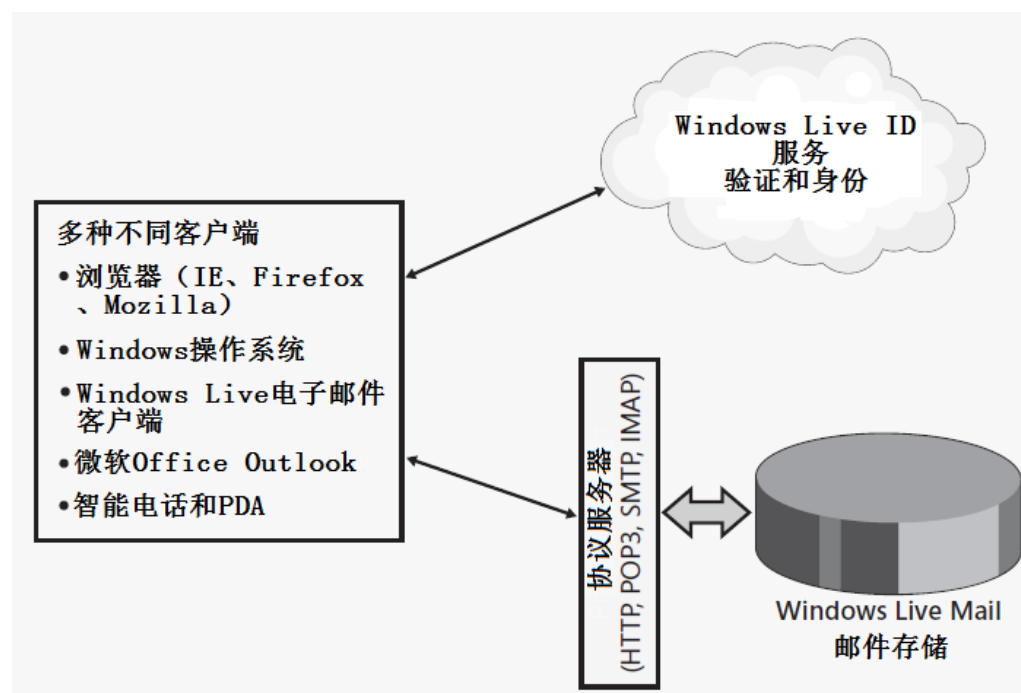 Windows Live ID
服务
验证和身份
多种不同客户端
•浏览器（IE、Firefox
、Mozilla）
•Windows操作系统
•Windows Live电子邮件
客户端
•微软Office Outlook
•智能电话和PDA
协议服务器
(HTTP, POP3, SMTP, IMAP)
Windows Live Mail
邮件存储